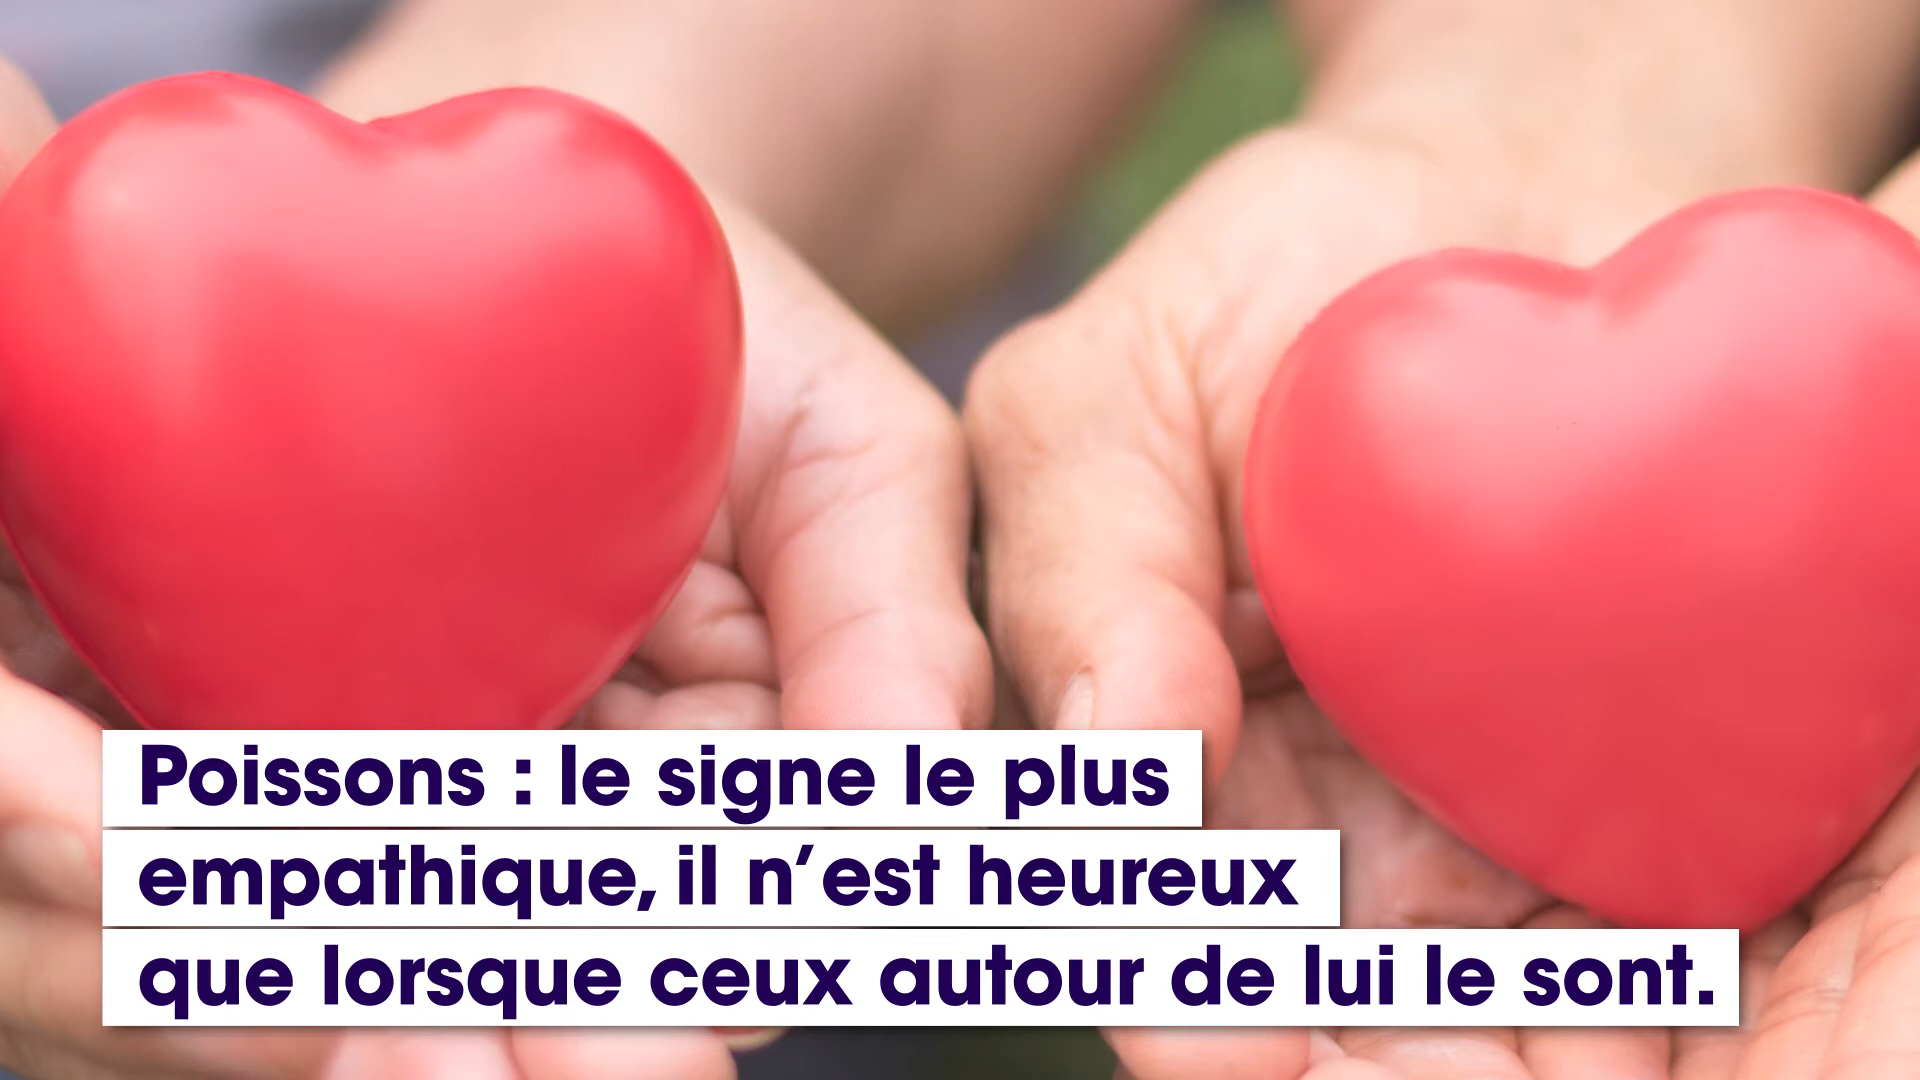 Poissons : le signe le plus
empathique, il n’est heureux
que lorsque ceux autour de lui le sont.